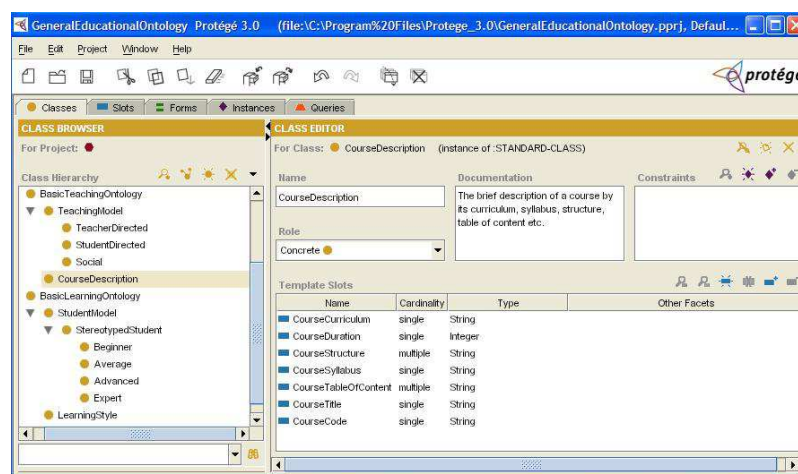 GeneralEducationalOntology Protégé 3.0 (file:\C:\Program%20Files\Protege_3.0\GeneralEducationalOntology.pprj, Defaul...
File Edit Project Window Help
protégé
Classes Slots Forms Instances Queries
CLASS BROWSER
For Project:
Class Hierarchy
BasicTeachingOntology
TeachingModel
TeacherDirected
StudentDirected
Social
CourseDescription
BasicLearningOntology
StudentModel
StereotypedStudent
Beginner
Average
Advanced
Expert
LearningStyle
CLASS EDITOR
For Class: CourseDescription (instance of :STANDARD-CLASS)
Name Documentation Constraints
CourseDescription
The brief description of a course by
its curriculum, syllabus, structure,
table of content etc.
Role
Concrete
Template Slots
Name Cardinality Type Other Facets
CourseCurriculum single String
CourseDuration single Integer
CourseStructure multiple String
CourseSyllabus single String
CourseTableOfContent multiple String
CourseTitle single String
CourseCode single String